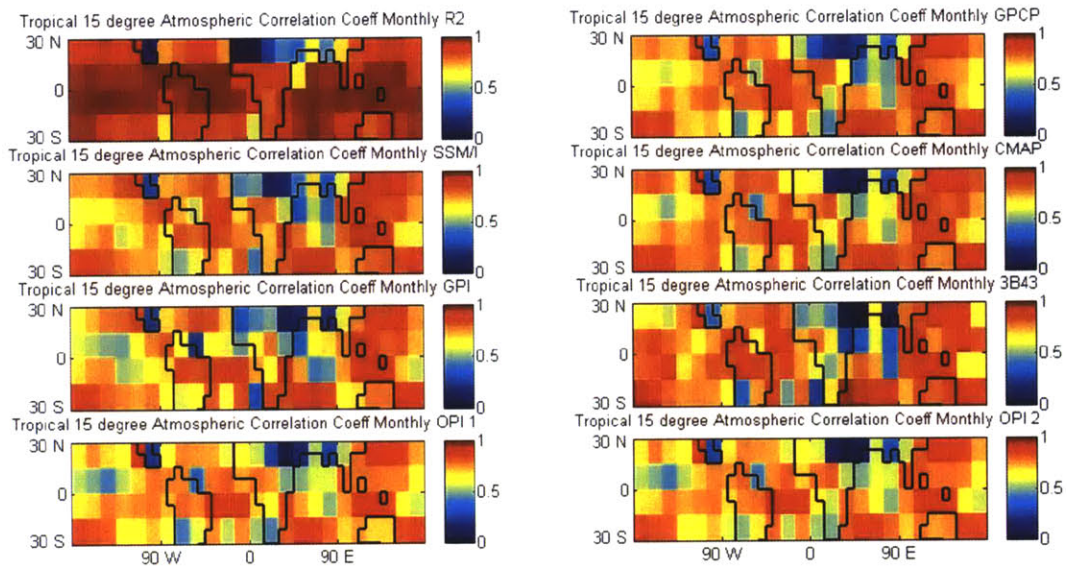 Tropical 15 degree Atmospheric Correlation Coeff Monthly R2
30 N
0
30 S
1
0.5
0
Tropical 15 degree Atmospheric Correlation Coeff Monthly SSM/I
30 N
0
30 S
1
0.5
0
Tropical 15 degree Atmospheric Correlation Coeff Monthly GPI
30 N
0
30 S
1
0.5
0
Tropical 15 degree Atmospheric Correlation Coeff Monthly OPI 1
30 N
0
30 S
90 W
0
90 E
1
0.5
0
Tropical 15 degree Atmospheric Correlation Coeff Monthly GPCP
30 N
0
30 S
1
0.5
0
Tropical 15 degree Atmospheric Correlation Coeff Monthly CMAP
30 N
0
30 S
1
0.5
0
Tropical 15 degree Atmospheric Correlation Coeff Monthly 3B43
30 N
0
30 S
1
0.5
0
Tropical 15 degree Atmospheric Correlation Coeff Monthly OPI 2
30 N
0
30 S
90 W
0
90 E
1
0.5
0